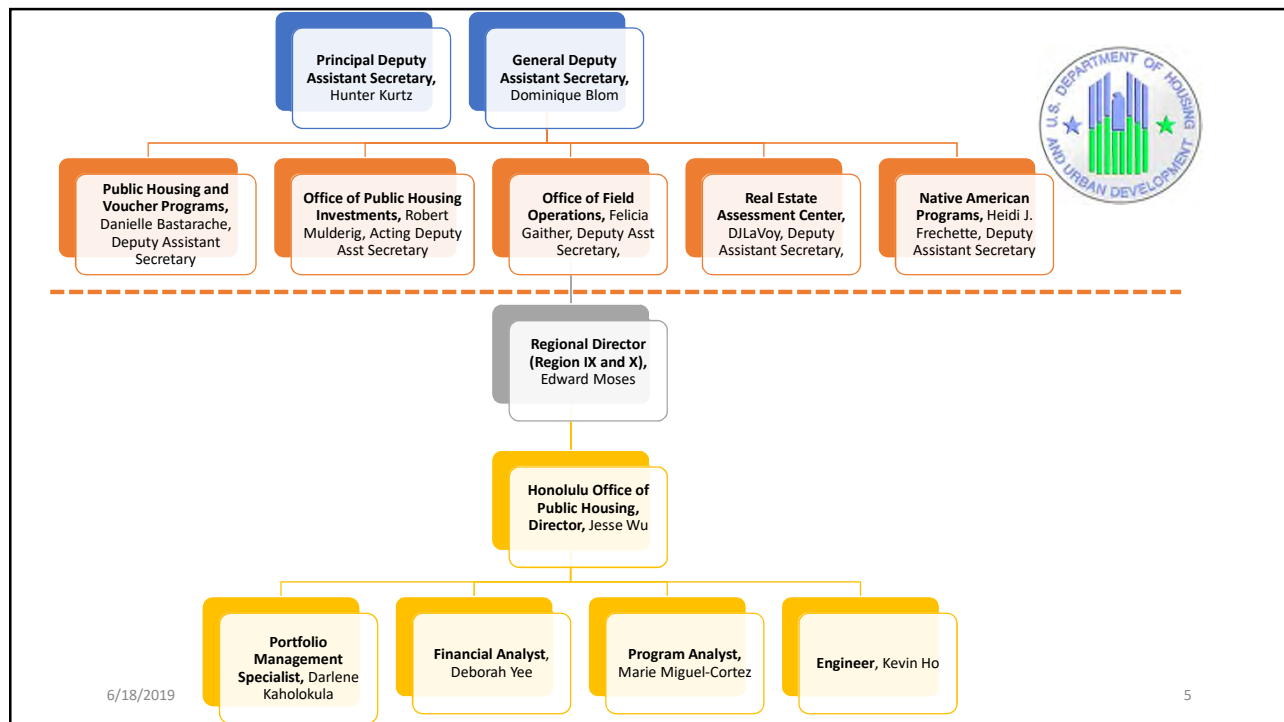 Principal Deputy
Assistant Secretary,
Hunter Kurtz
General Deputy
Assistant Secretary,
Dominique Blom
U.S. DEPARTMENT OF HOUSING
AND URBAN DEVELOPMENT
Public Housing and
Voucher Programs,
Danielle Bastarache,
Deputy Assistant
Secretary
Office of Public Housing
Investments, Robert
Mulderig, Acting Deputy
Asst Secretary
Office of Field
Operations, Felicia
Gaither, Deputy Asst
Secretary,
Real Estate
Assessment Center,
DJLaVoy, Deputy
Assistant Secretary,
Native American
Programs, Heidi J.
Frechette, Deputy
Assistant Secretary
Regional Director
(Region IX and X),
Edward Moses
Honolulu Office of
Public Housing,
Director, Jesse Wu
Portfolio
Management
Specialist, Darlene
Kaholokula
Financial Analyst,
Deborah Yee
Program Analyst,
Marie Miguel-Cortez
Engineer, Kevin Ho
6/18/2019
5